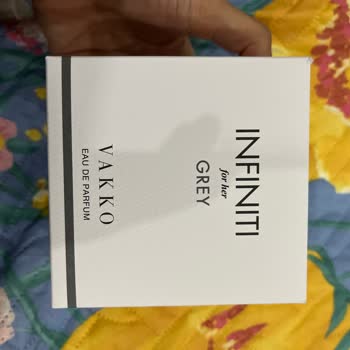 INFINITI
for her
GREY
VAKKO
EAU DE PARFUM